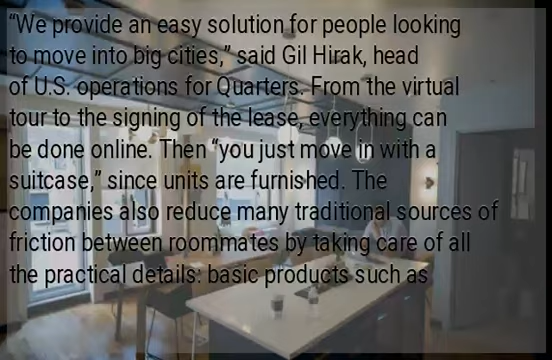 “We provide an easy solution for people looking
to move into big cities,” said Gil Hirak, head
of U.S. operations for Quarters. From the virtual
tour to the signing of the lease, everything can
be done online. Then “you just move in with a
suitcase,” since units are furnished. The
companies also reduce many traditional sources of
friction between roommates by taking care of all
the practical details: basic products such as